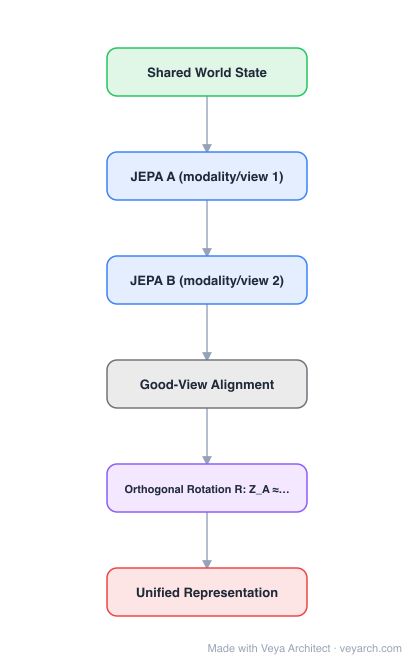 Shared World State
JEPA A (modality/view 1)
JEPA B (modality/view 2)
Good-View Alignment
Orthogonal Rotation R: Z_A ≈...
Unified Representation
Made with Veya Architect · veyarch.com